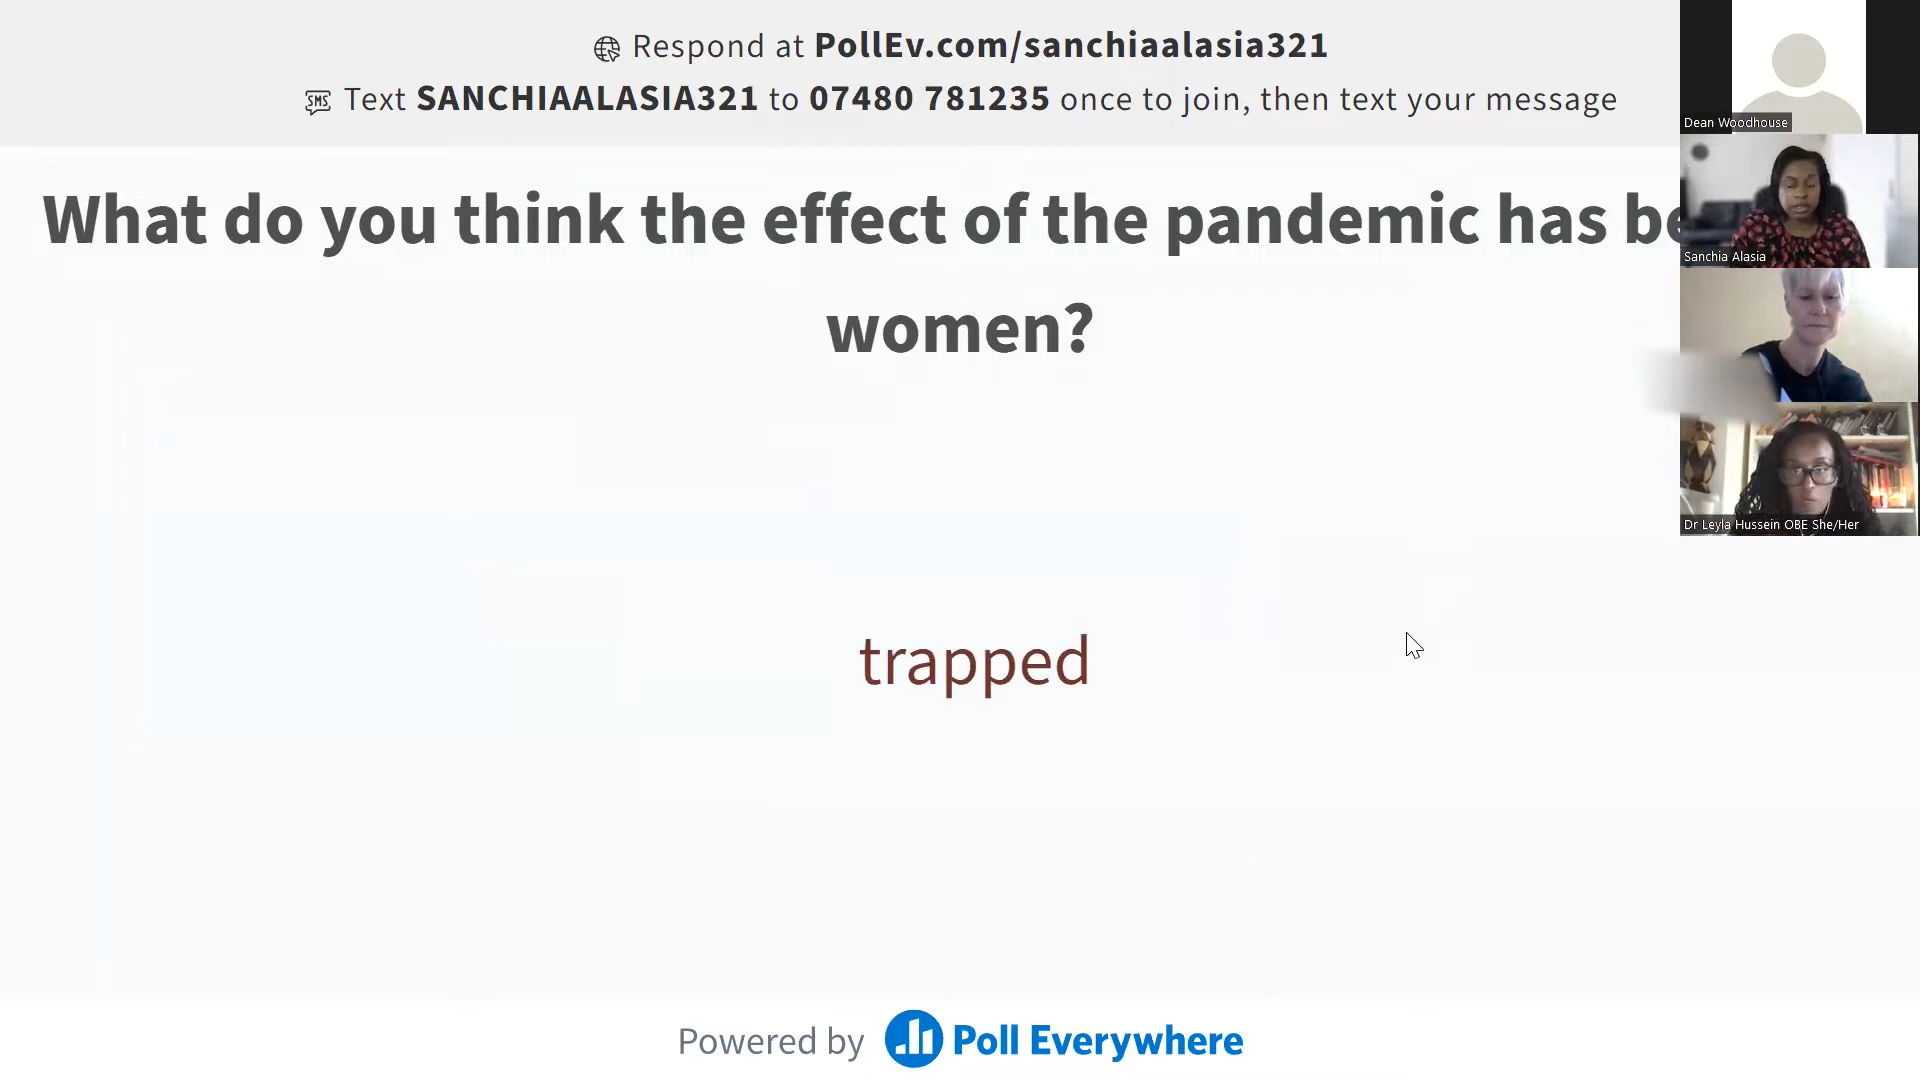 Respond at PollEv.com/sanchiaalasia321
SMS Text SANCHIAALASIA321 to 07480 781235 once to join, then text your message
What do you think the effect of the pandemic has be
women?
trapped
Powered by Poll Everywhere
Dean Woodhouse
Sanchia Alasia
Dr Leyla Hussein OBE She/Her